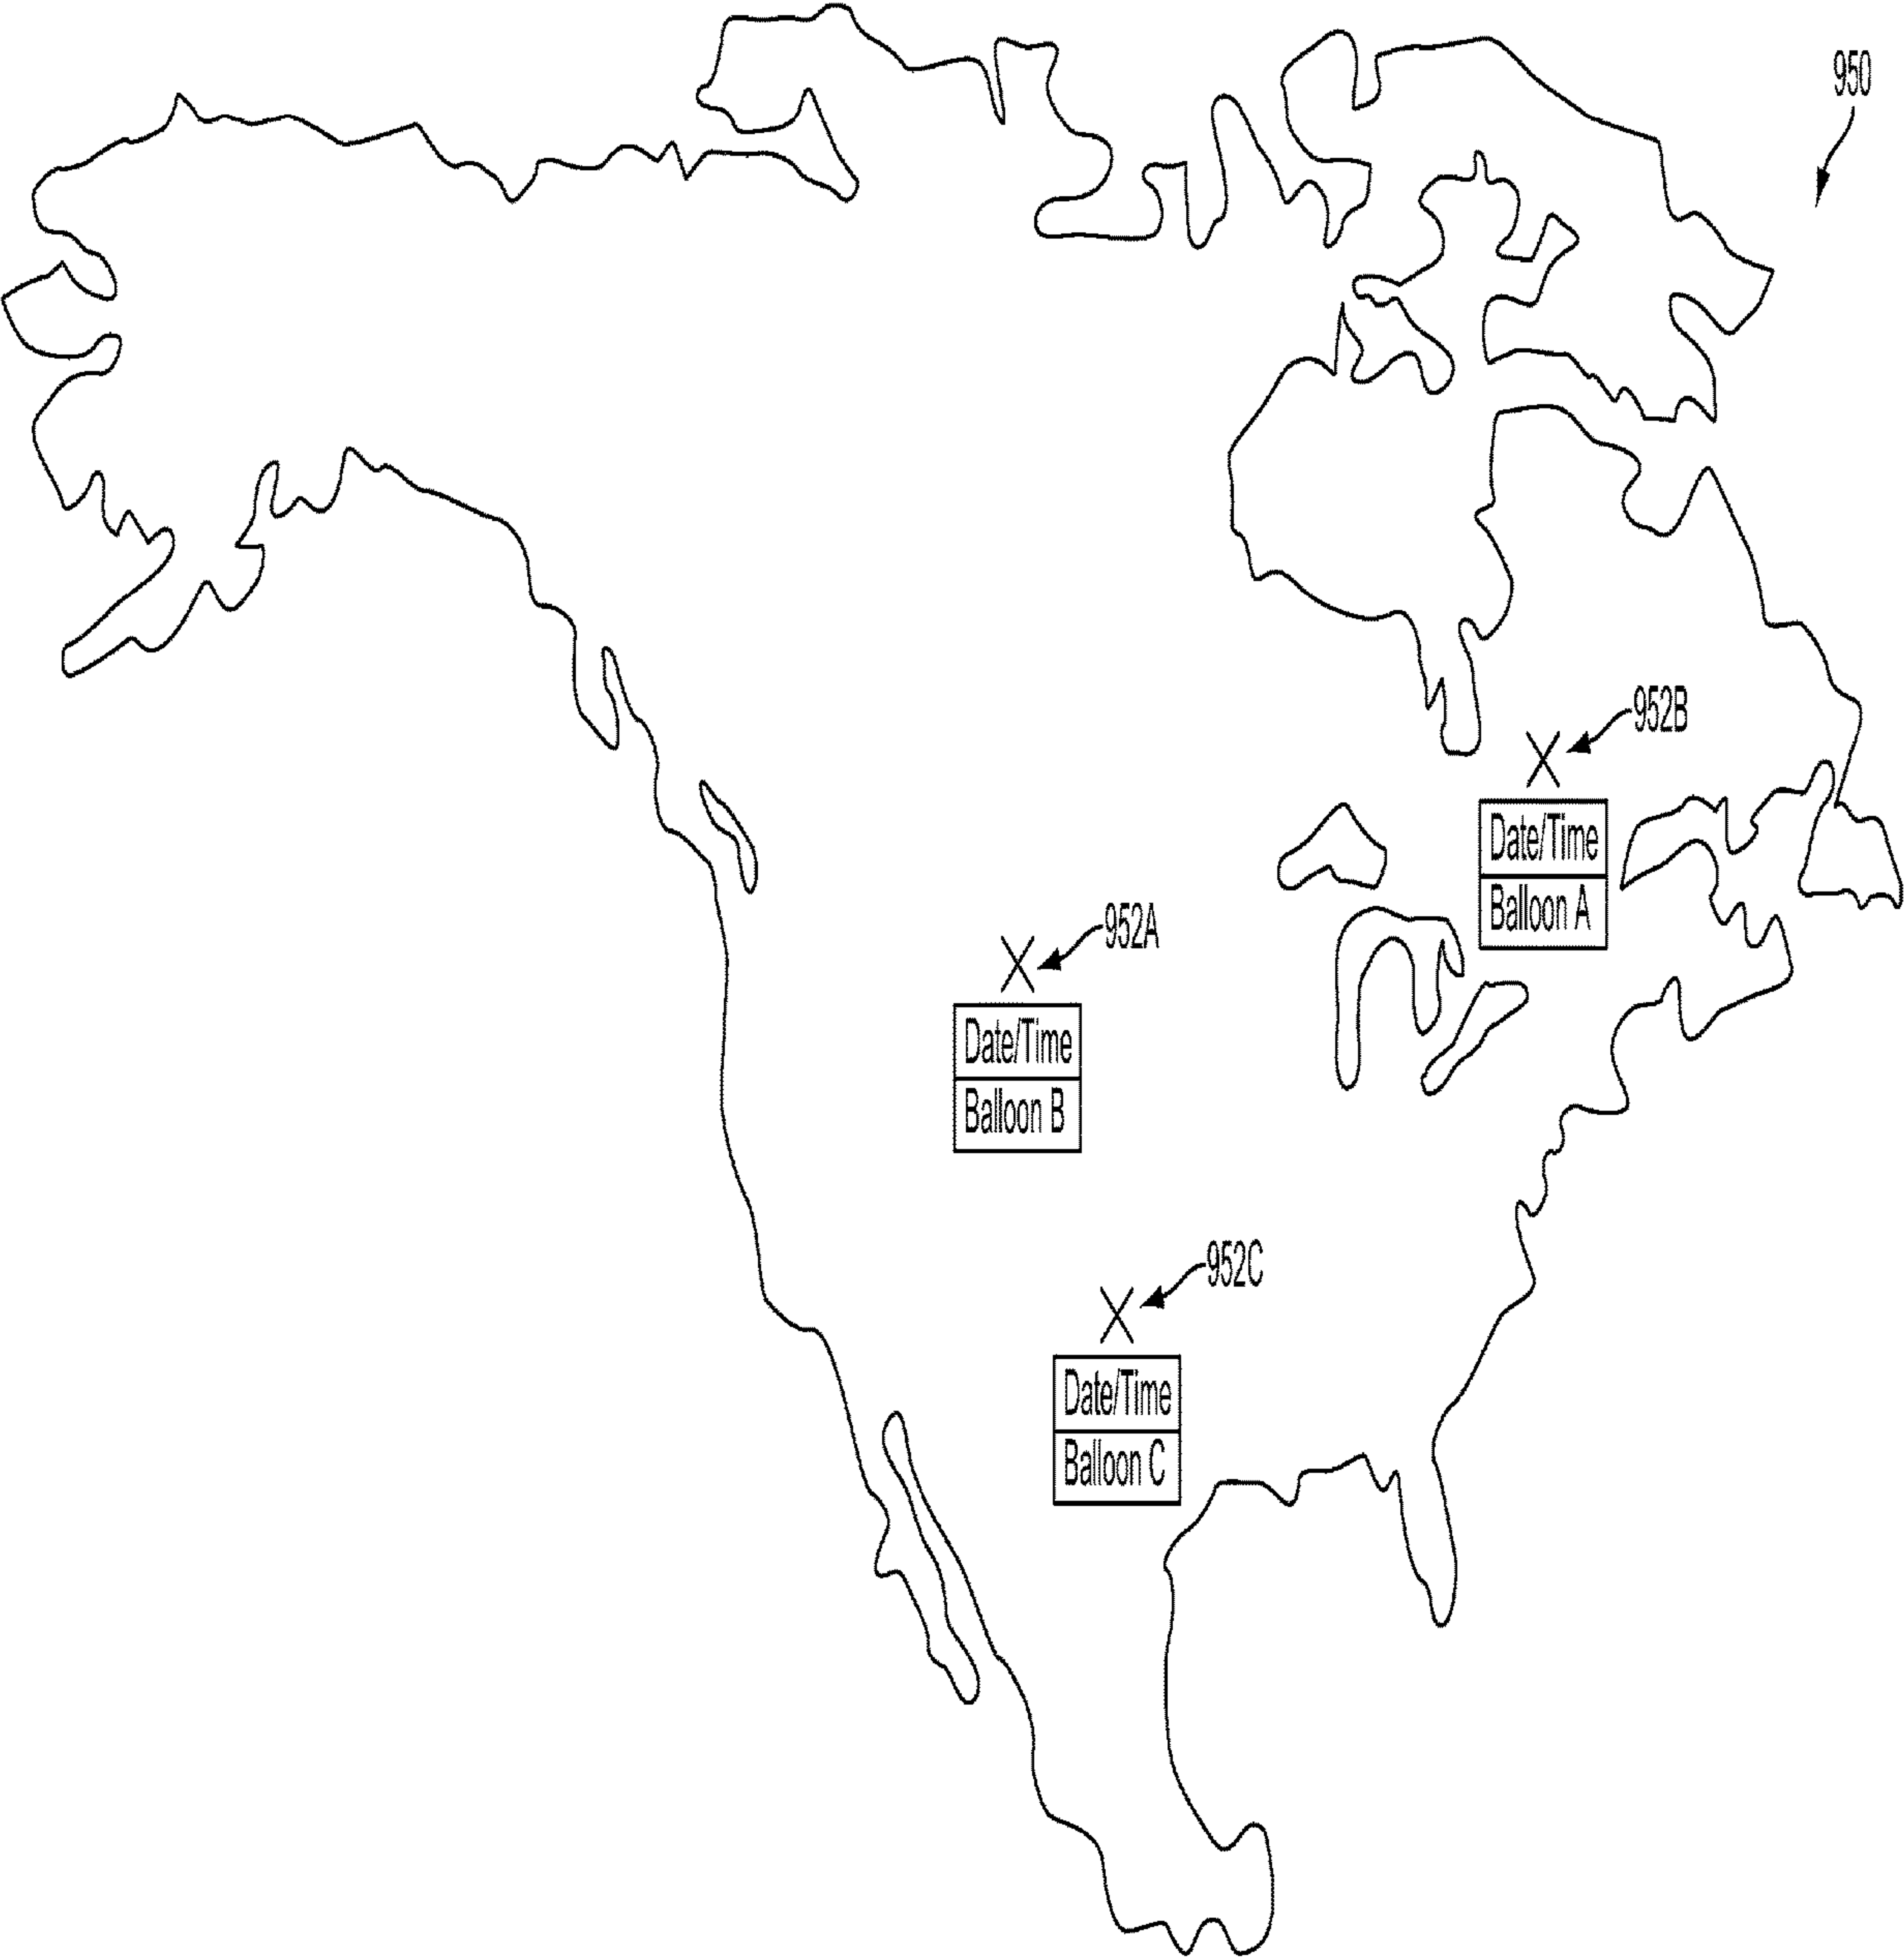 950
952B
X
Date/Time
Balloon A
952A
X
Date/Time
Balloon B
952C
X
Date/Time
Balloon C